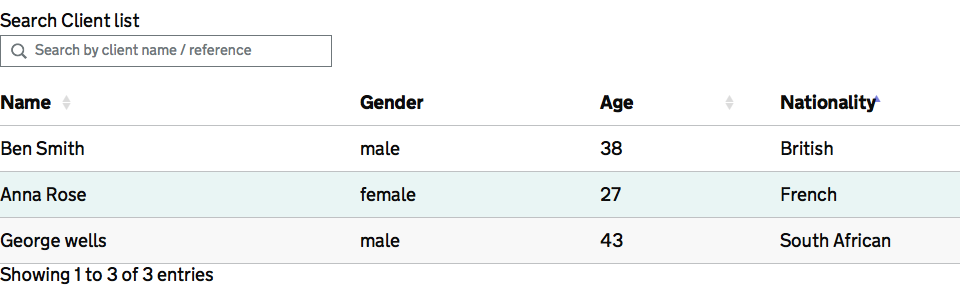 Search Client list
Search by client name / reference
Name Gender Age Nationality
Ben Smith male 38 British
Anna Rose female 27 French
George wells male 43 South African
Showing 1 to 3 of 3 entries